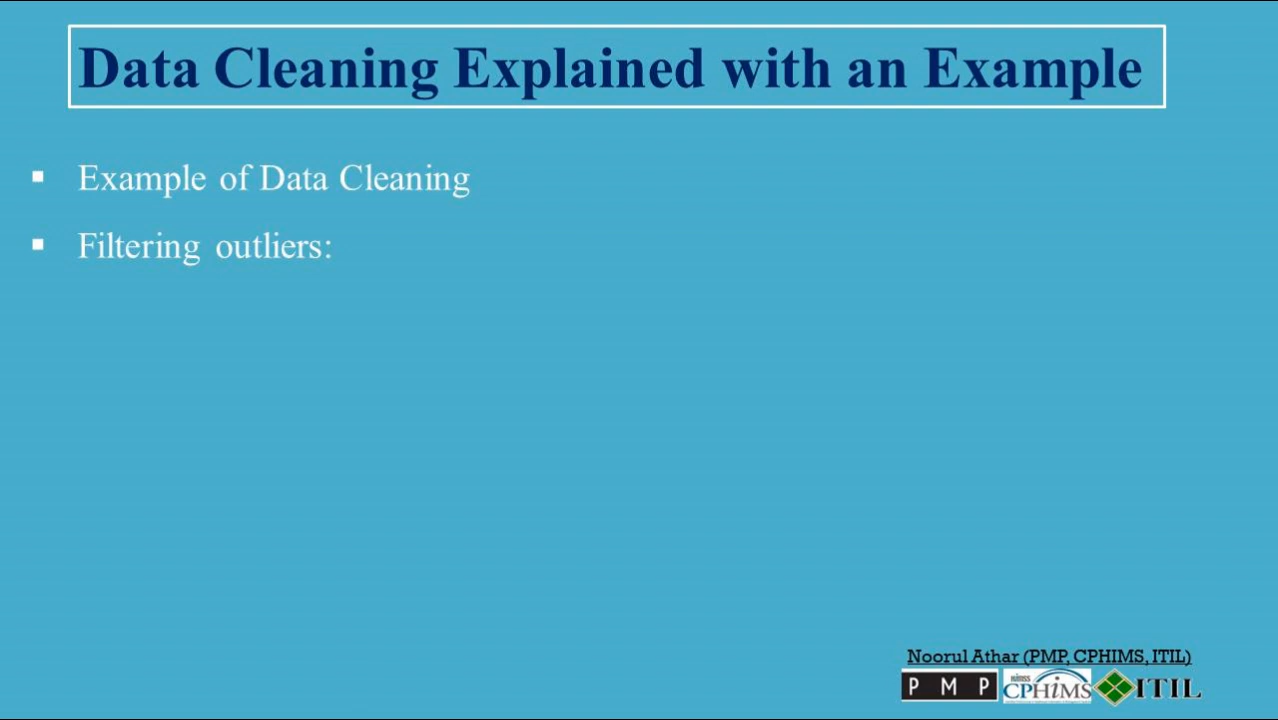 Data Cleaning Explained with an Example
▪ Example of Data Cleaning
▪ Filtering outliers:
Noorul Athar (PMP, CPHIMS, ITIL)
PMP himss CPHIMS ITIL